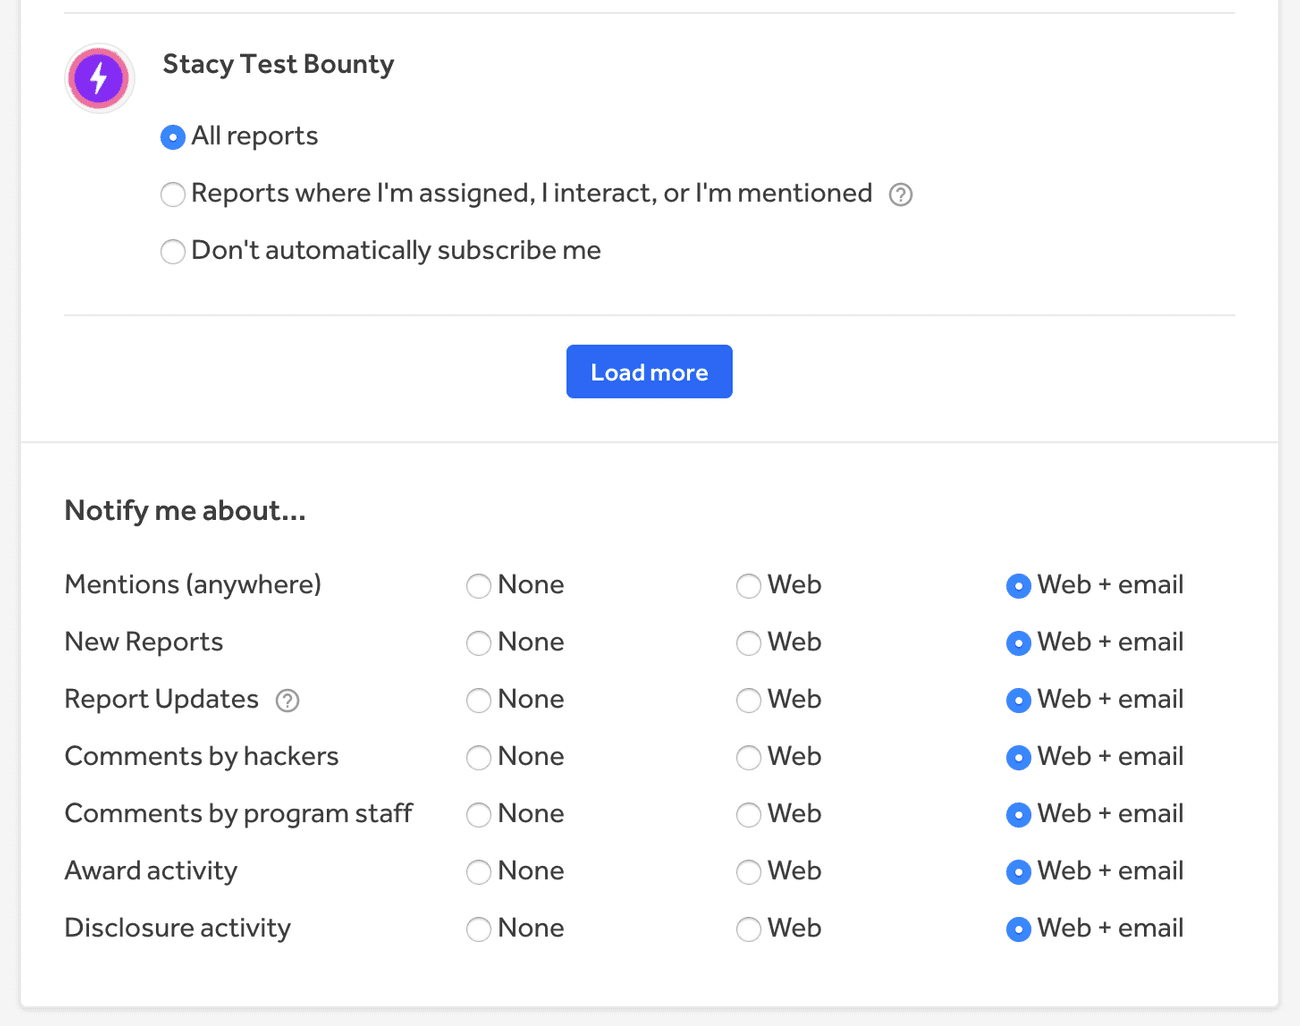 Stacy Test Bounty
All reports
Reports where I'm assigned, I interact, or I'm mentioned ?
Don't automatically subscribe me
Load more
Notify me about...
Mentions (anywhere) None Web Web + email
New Reports None Web Web + email
Report Updates ? None Web Web + email
Comments by hackers None Web Web + email
Comments by program staff None Web Web + email
Award activity None Web Web + email
Disclosure activity None Web Web + email